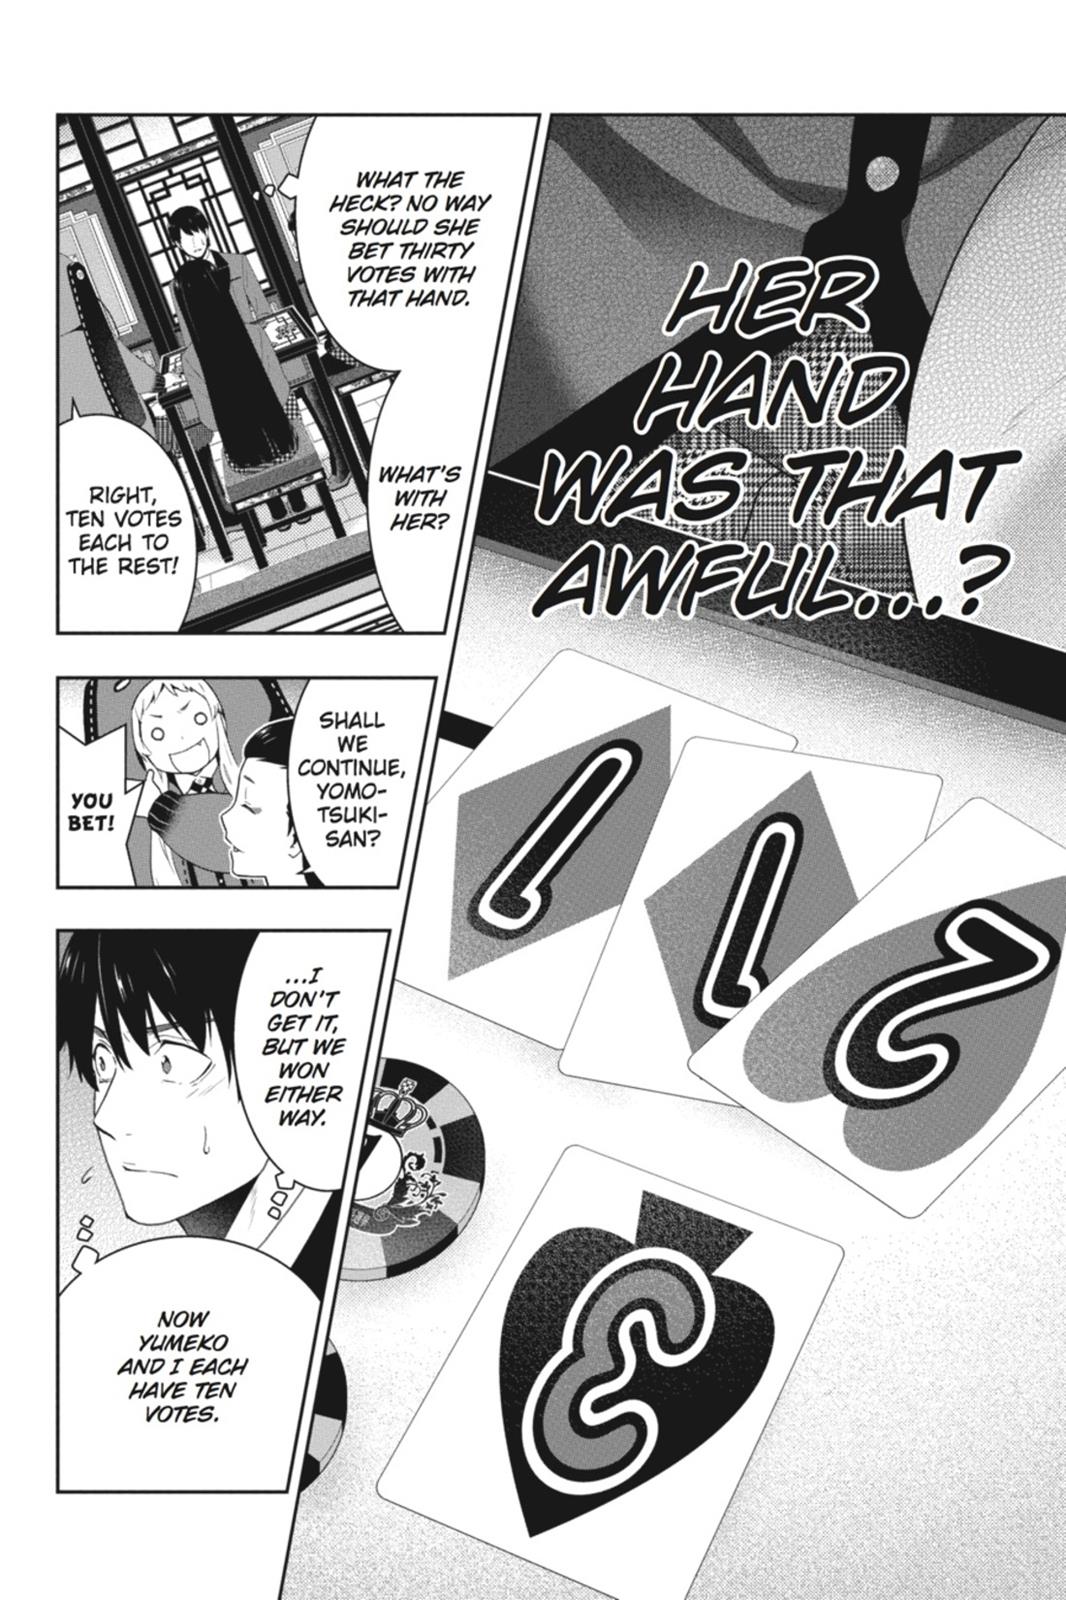 HER
HAND
WAS THAT
AWFUL...?
1
1
2
3
WHAT THE
HECK? NO WAY
SHOULD SHE
BET THIRTY
VOTES WITH
THAT HAND.
WHAT'S
WITH
HER?
RIGHT,
TEN VOTES
EACH TO
THE REST!
SHALL
WE
CONTINUE,
YOMO-
TSUKI-
SAN?
YOU
BET!
...I
DON'T
GET IT,
BUT WE
WON
EITHER
WAY.
NOW
YUMEKO
AND I EACH
HAVE TEN
VOTES.